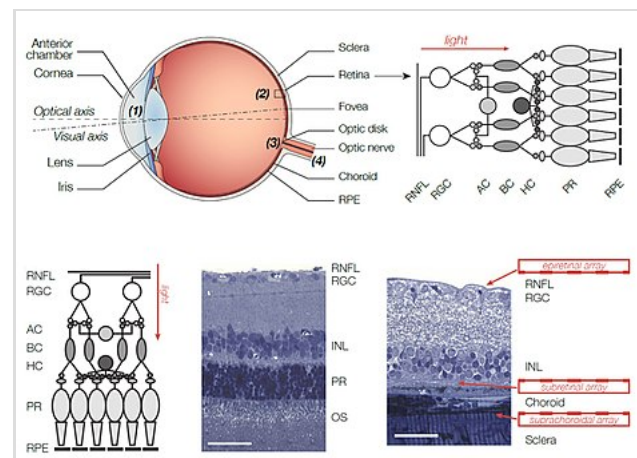 Anterior
chamber
Cornea
Optical axis
Visual axis
Lens
Iris
(1)
(2)
(3)
(4)
Sclera
Retina
Fovea
Optic disk
Optic nerve
Choroid
RPE
light
RNFL
RGC
AC
BC
HC
PR
RPE
RNFL
RGC
AC
BC
HC
PR
RPE
light
RNFL
RGC
INL
PR
OS
epiretinal array
RNFL
RGC
INL
subretinal array
Choroid
suprachoroidal array
Sclera